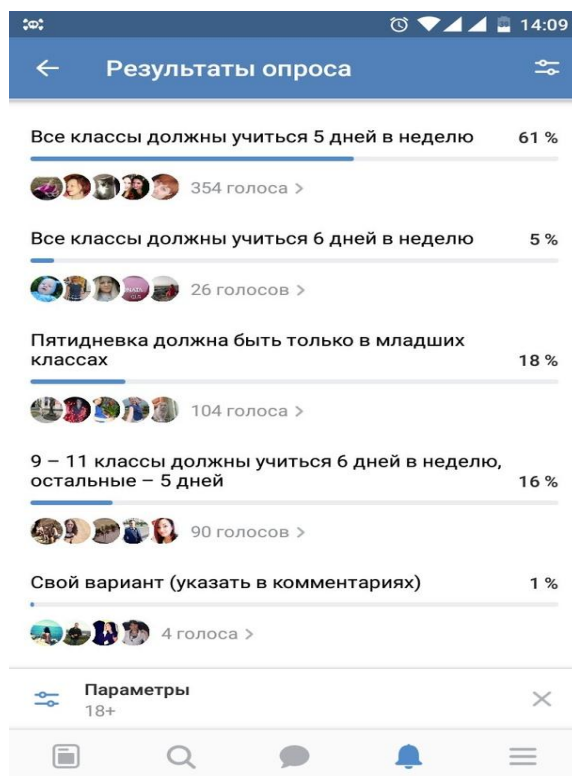 14:09
Результаты опроса
Все классы должны учиться 5 дней в неделю 61 %
354 голоса >
Все классы должны учиться 6 дней в неделю 5 %
26 голосов >
Пятидневка должна быть только в младших
классах 18 %
104 голоса >
9 – 11 классы должны учиться 6 дней в неделю,
остальные – 5 дней 16 %
90 голосов >
Свой вариант (указать в комментариях) 1 %
4 голоса >
Параметры
18+